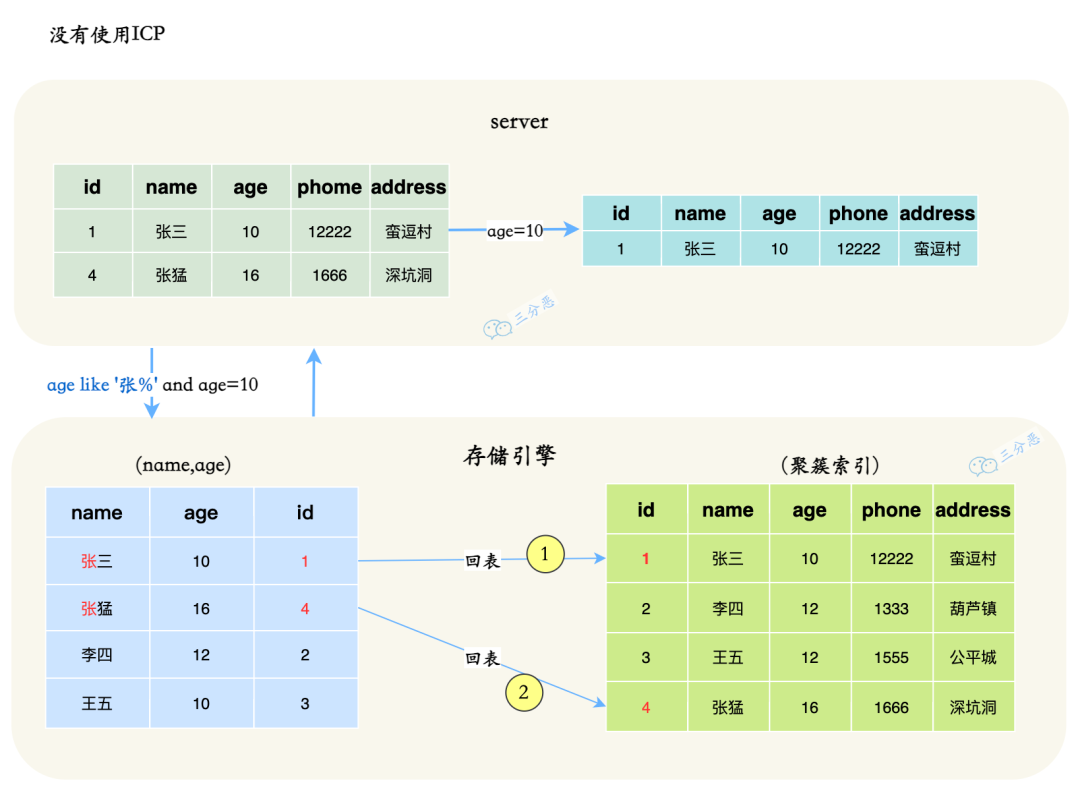 没有使用ICP
server
id name age phome address
1 张三 10 12222 蛮逗村
4 张猛 16 1666 深坑洞
age=10
id name age phone address
1 张三 10 12222 蛮逗村
三分恶
age like '张%' and age=10
存储引擎
三分恶
(name,age)
name age id
张三 10 1
张猛 16 4
李四 12 2
王五 10 3
回表 1
回表
2
(聚簇索引)
id name age phone address
1 张三 10 12222 蛮逗村
2 李四 12 1333 葫芦镇
3 王五 12 1555 公平城
4 张猛 16 1666 深坑洞